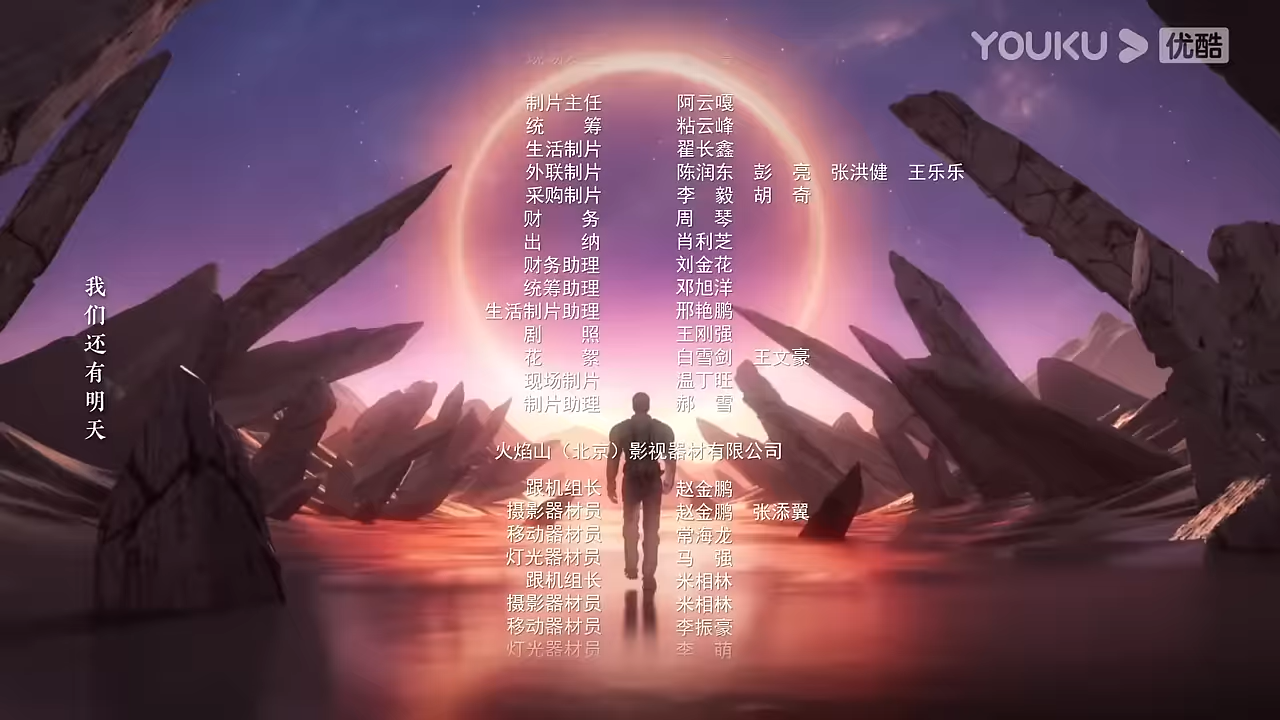 YOUKU 优酷
制片主任 阿云嘎
统 筹 粘云峰
生活制片 翟长鑫
外联制片 陈润东 彭 亮 张洪健 王乐乐
采购制片 李 毅 胡 奇
财 务 周 琴
出 纳 肖利芝
财务助理 刘金花
统筹助理 邓旭洋
生活制片助理 邢艳鹏
剧 照 王刚强
花 絮 白雪剑 王文豪
现场制片 温丁旺
制片助理 郝 雪
火焰山（北京）影视器材有限公司
跟机组长 赵金鹏
摄影器材员 赵金鹏 张添翼
移动器材员 常海龙
灯光器材员 马 强
跟机组长 米相林
摄影器材员 米相林
移动器材员 李振豪
灯光器材员 李 萌
我们还有明天